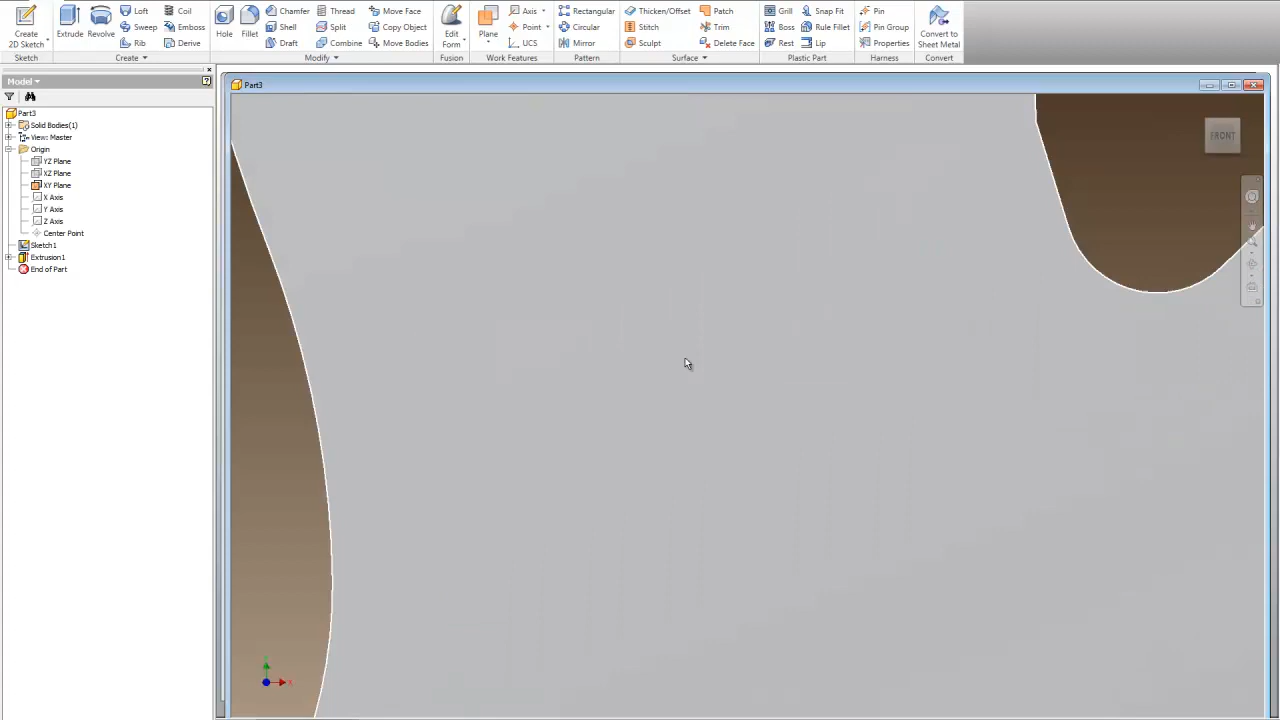 Create
2D Sketch
Sketch
Extrude
Revolve
Loft
Sweep
Rib
Coil
Emboss
Derive
Create
Hole
Fillet
Chamfer
Shell
Draft
Thread
Split
Combine
Move Face
Copy Object
Move Bodies
Modify
Edit
Form
Fusion
Plane
Axis
Point
UCS
Work Features
Rectangular
Circular
Mirror
Pattern
Thicken/Offset
Stitch
Sculpt
Patch
Trim
Delete Face
Surface
Grill
Boss
Rest
Snap Fit
Rule Fillet
Lip
Plastic Part
Pin
Pin Group
Properties
Harness
Convert to
Sheet Metal
Convert
Model
Part3
Solid Bodies(1)
View: Master
Origin
YZ Plane
XZ Plane
XY Plane
X Axis
Y Axis
Z Axis
Center Point
Sketch1
Extrusion1
End of Part
Part3
FRONT